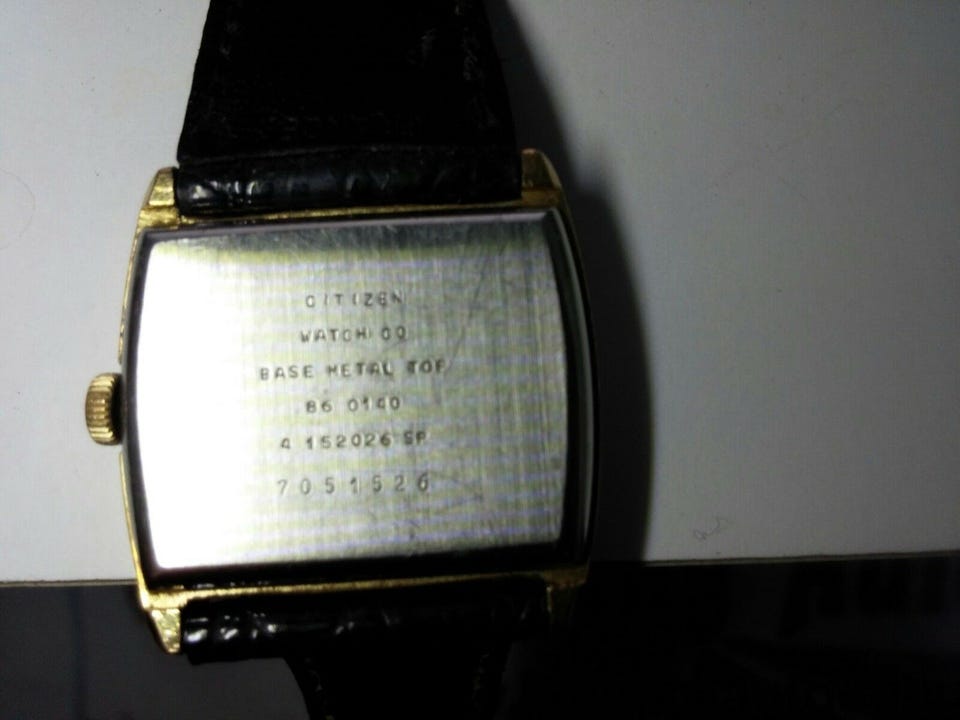 CITIZEN
WATCH CO
BASE METAL TOP
86 0140
4 152026 SP
7051526